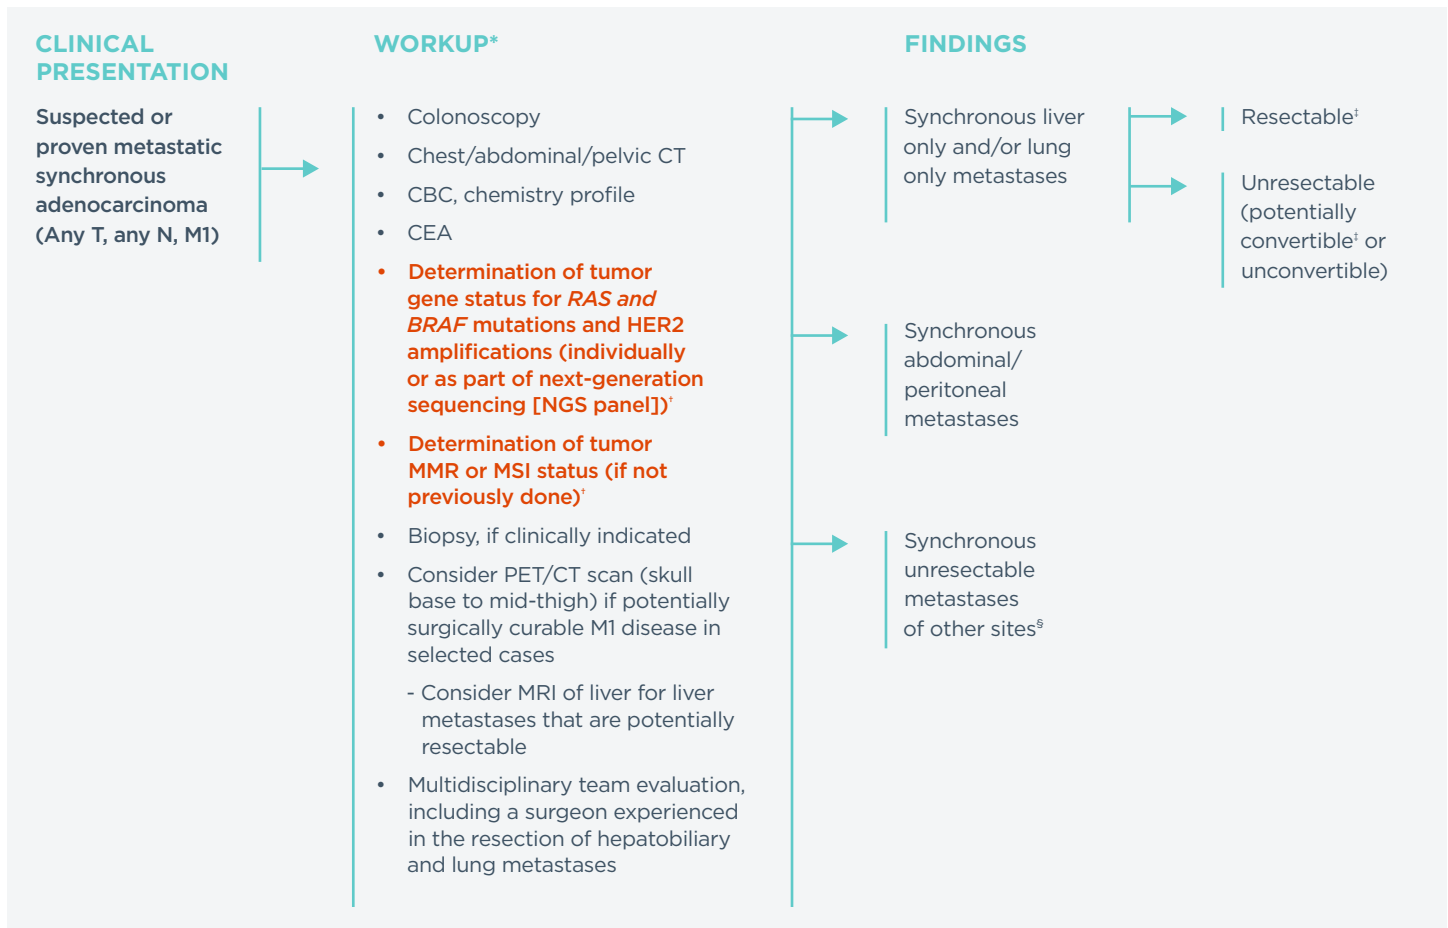 CLINICAL
PRESENTATION
Suspected or
proven metastatic
synchronous
adenocarcinoma
(Any T, any N, M1)
WORKUP*
• Colonoscopy
• Chest/abdominal/pelvic CT
• CBC, chemistry profile
• CEA
• Determination of tumor
gene status for RAS and
BRAF mutations and HER2
amplifications (individually
or as part of next-generation
sequencing [NGS panel])†
• Determination of tumor
MMR or MSI status (if not
previously done)†
• Biopsy, if clinically indicated
• Consider PET/CT scan (skull
base to mid-thigh) if potentially
surgically curable M1 disease in
selected cases
- Consider MRI of liver for liver
metastases that are potentially
resectable
• Multidisciplinary team evaluation,
including a surgeon experienced
in the resection of hepatobiliary
and lung metastases
FINDINGS
Synchronous liver
only and/or lung
only metastases
Resectable‡
Unresectable
(potentially
convertible‡ or
unconvertible)
Synchronous
abdominal/
peritoneal
metastases
Synchronous
unresectable
metastases
of other sites§